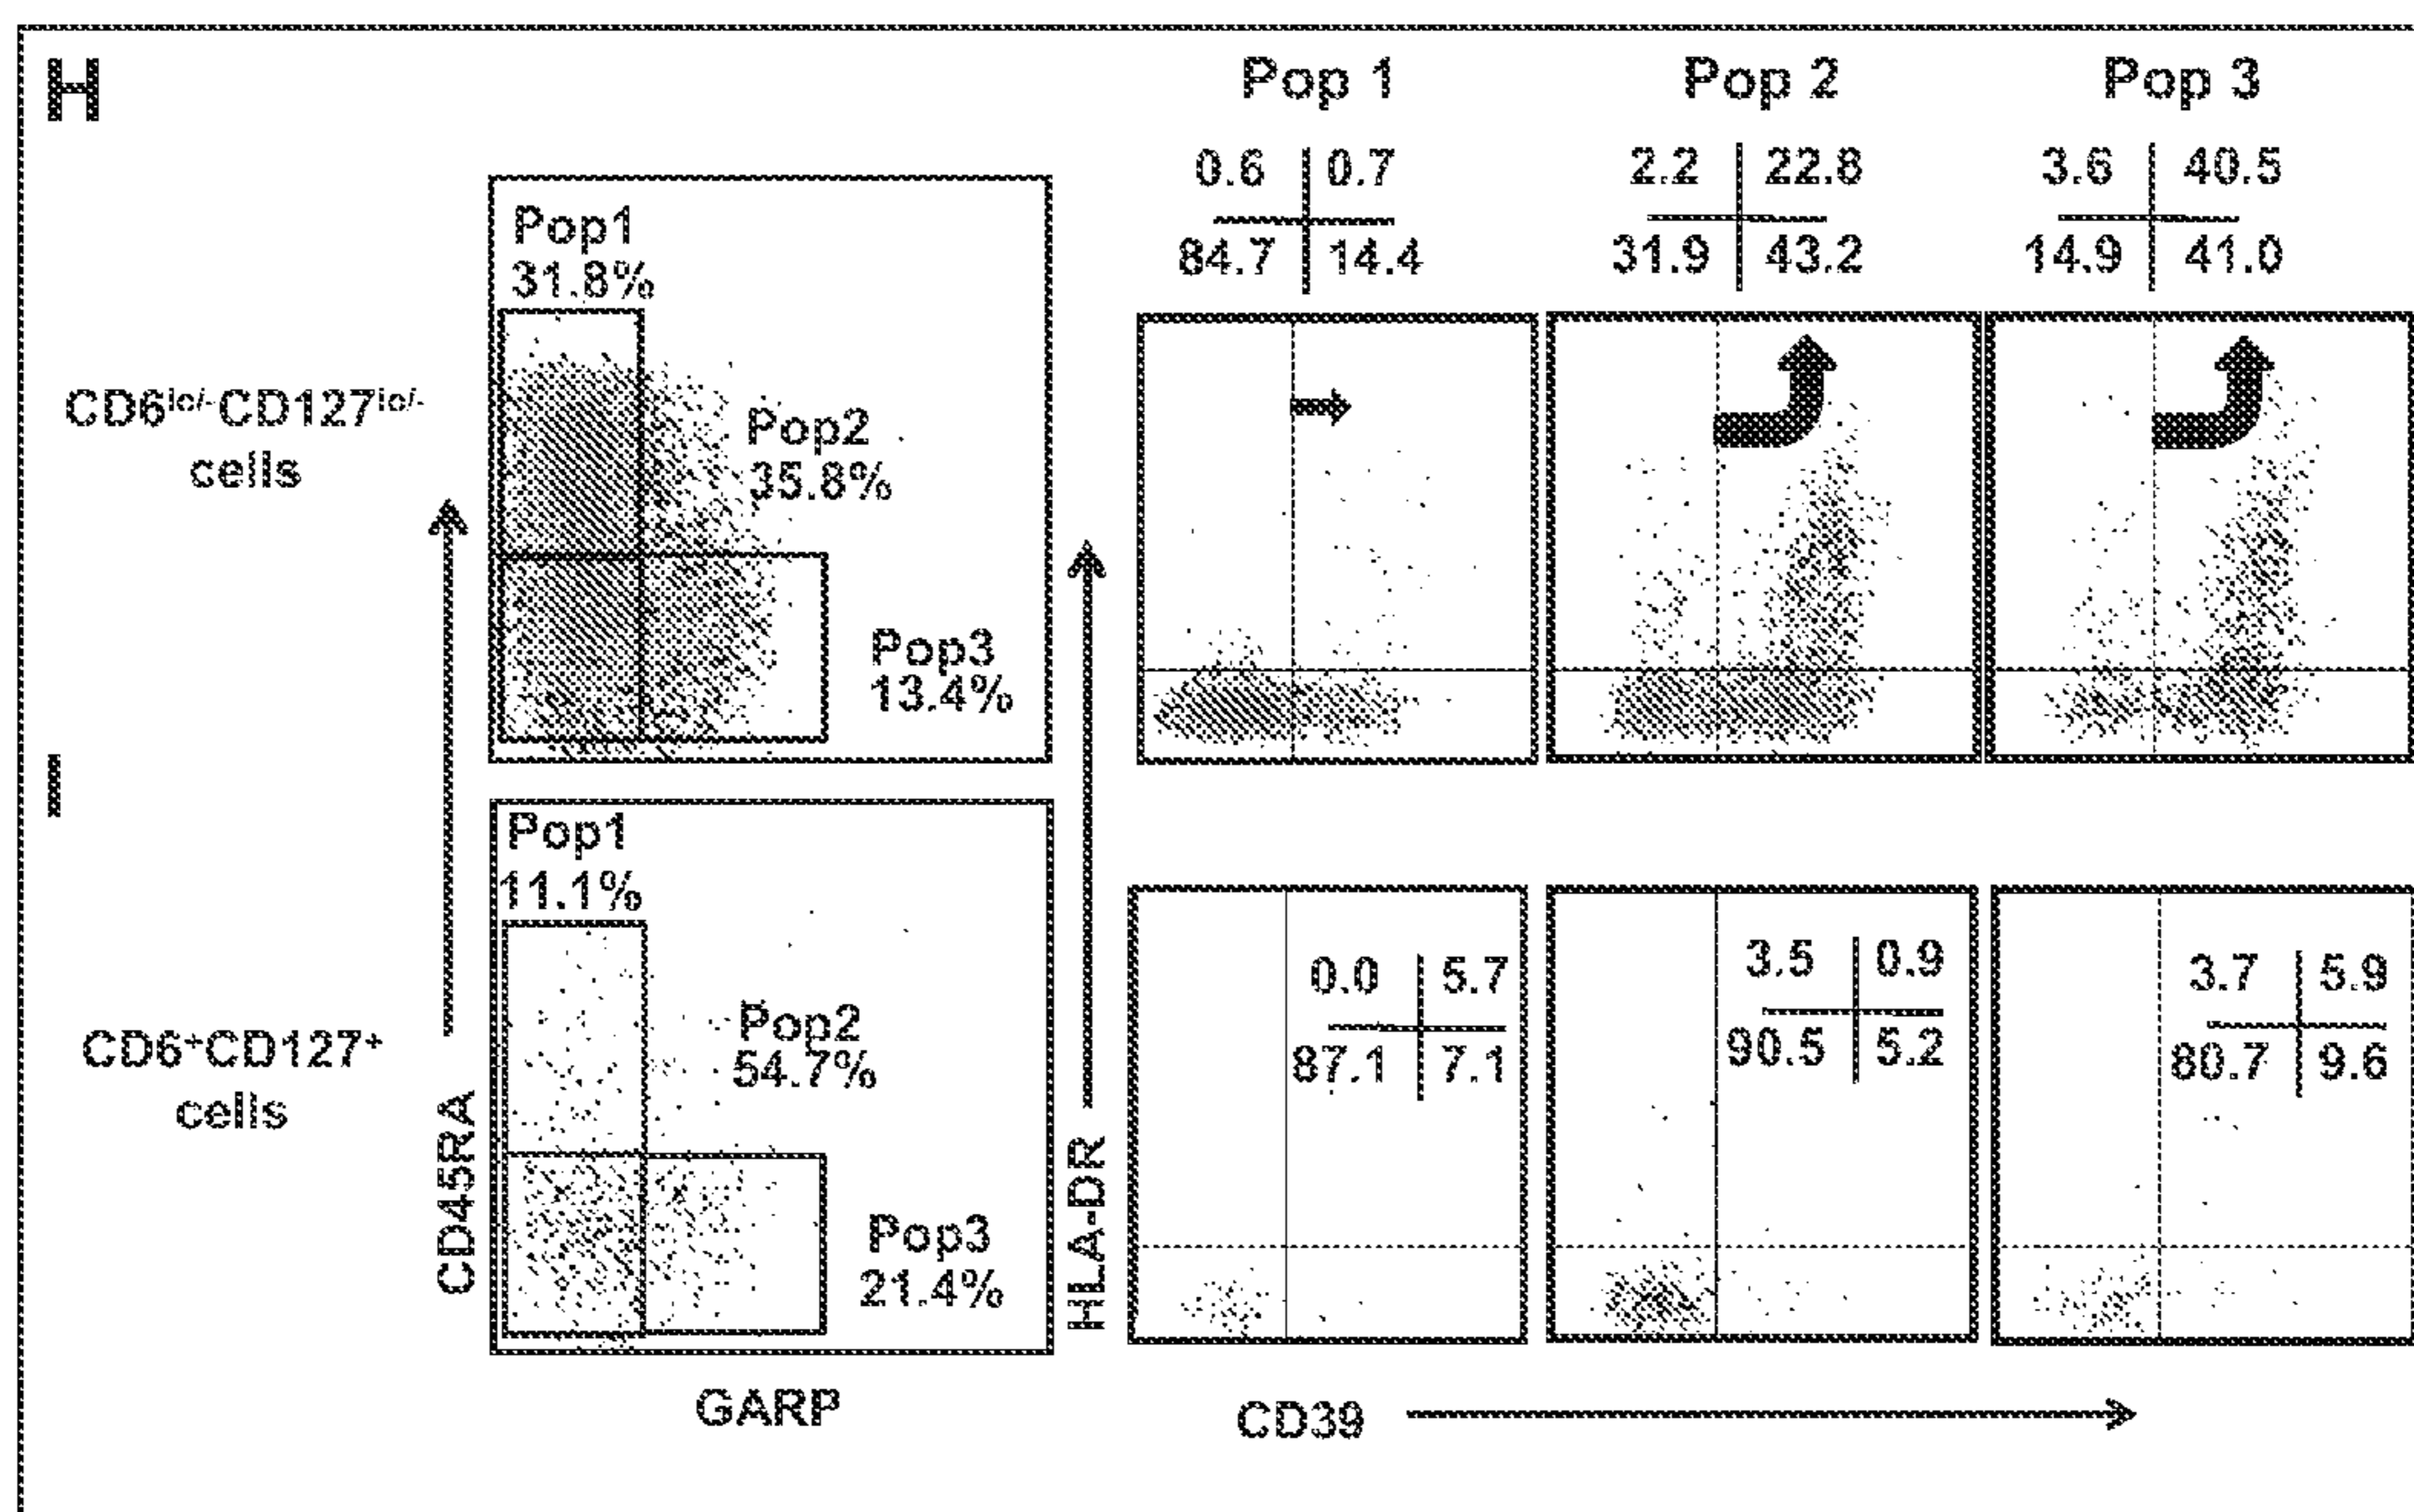 H
Pop 1
Pop 2
Pop 3
0.6 0.7
84.7 14.4
2.2 22.8
31.9 43.2
3.6 40.5
14.9 41.0
CD6lo/-CD127lo/-
cells
Pop1
31.8%
Pop2
35.8%
Pop3
13.4%
I
CD6+CD127+
cells
Pop1
11.1%
Pop2
54.7%
Pop3
21.4%
0.0 5.7
87.1 7.1
3.5 0.9
90.5 5.2
3.7 5.9
80.7 9.6
CD45RA
HLA-DR
GARP
CD39